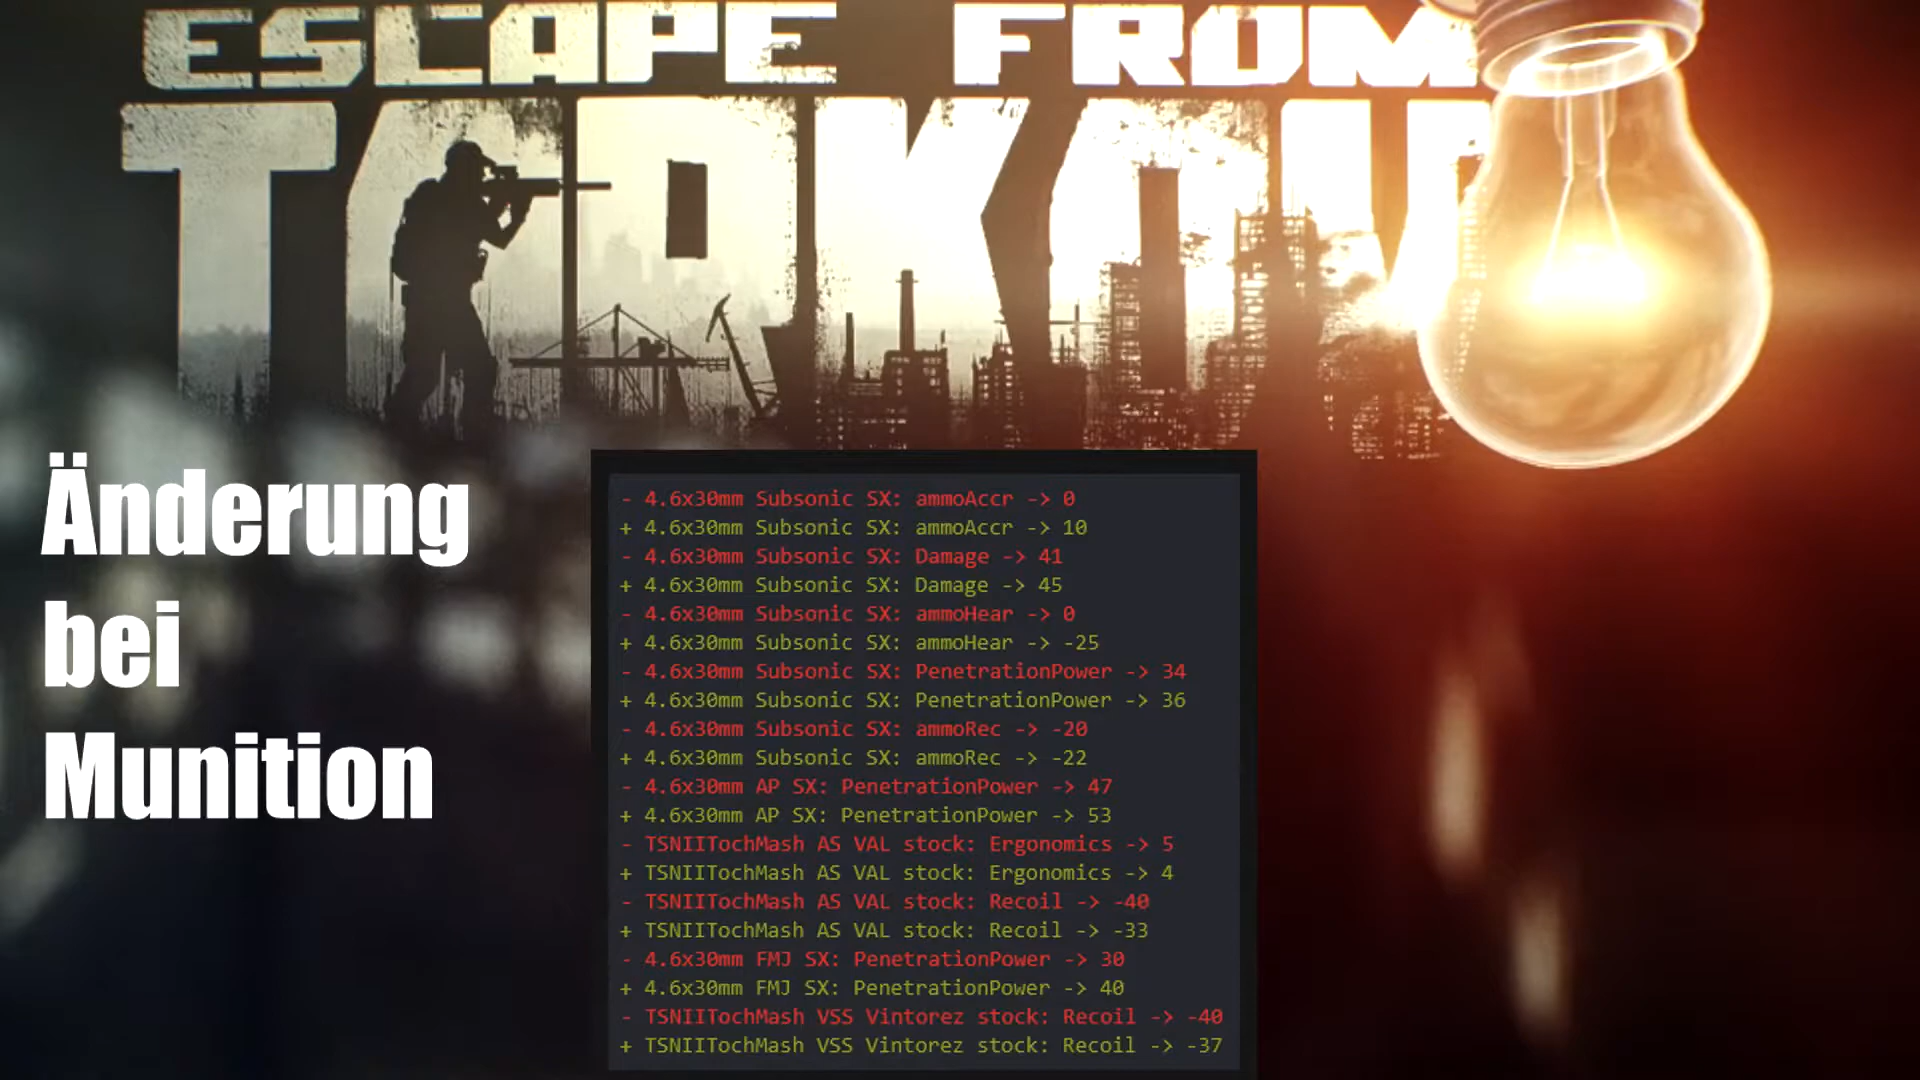 ESCAPE FROM
TARKOV
Änderung
bei
Munition
- 4.6x30mm Subsonic SX: ammoAccr -> 0
+ 4.6x30mm Subsonic SX: ammoAccr -> 10
- 4.6x30mm Subsonic SX: Damage -> 41
+ 4.6x30mm Subsonic SX: Damage -> 45
- 4.6x30mm Subsonic SX: ammoHear -> 0
+ 4.6x30mm Subsonic SX: ammoHear -> -25
- 4.6x30mm Subsonic SX: PenetrationPower -> 34
+ 4.6x30mm Subsonic SX: PenetrationPower -> 36
- 4.6x30mm Subsonic SX: ammoRec -> -20
+ 4.6x30mm Subsonic SX: ammoRec -> -22
- 4.6x30mm AP SX: PenetrationPower -> 47
+ 4.6x30mm AP SX: PenetrationPower -> 53
- TSNIITochMash AS VAL stock: Ergonomics -> 5
+ TSNIITochMash AS VAL stock: Ergonomics -> 4
- TSNIITochMash AS VAL stock: Recoil -> -40
+ TSNIITochMash AS VAL stock: Recoil -> -33
- 4.6x30mm FMJ SX: PenetrationPower -> 30
+ 4.6x30mm FMJ SX: PenetrationPower -> 40
- TSNIITochMash VSS Vintorez stock: Recoil -> -40
+ TSNIITochMash VSS Vintorez stock: Recoil -> -37